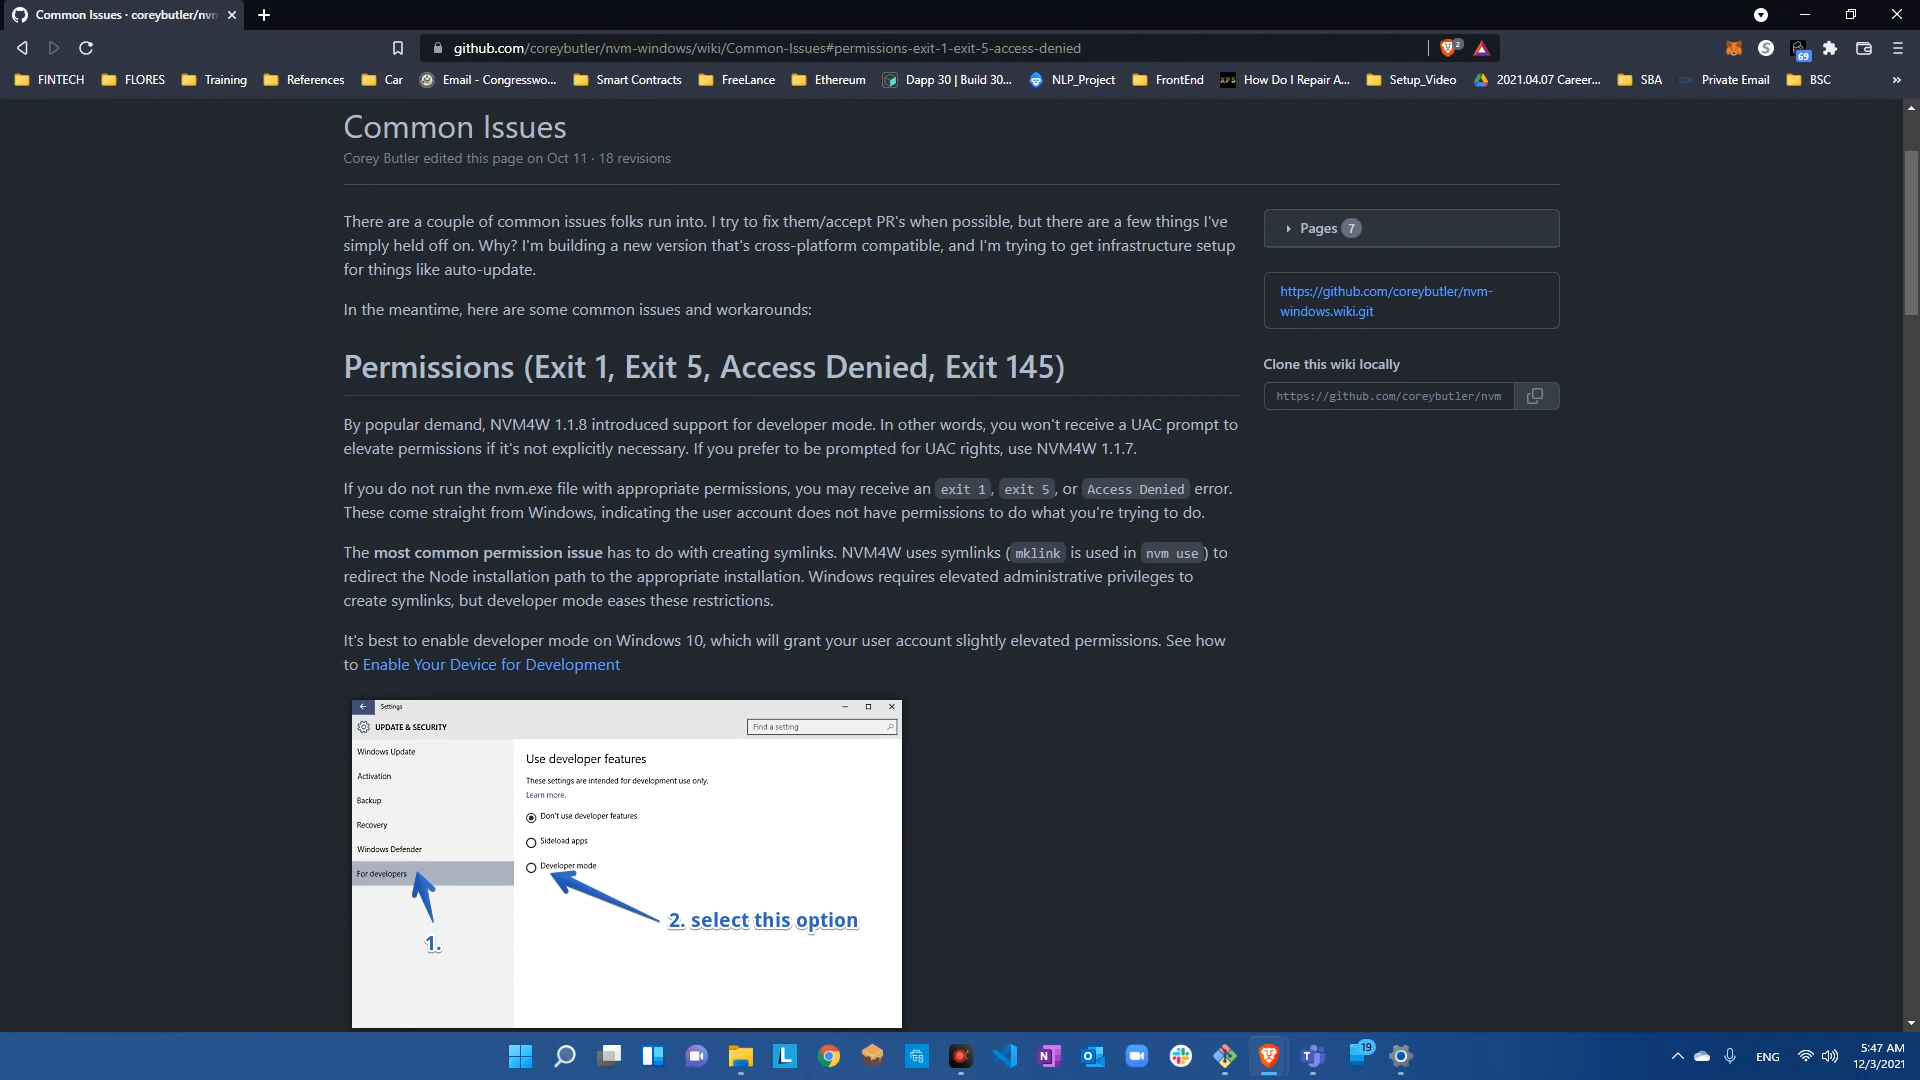 Common Issues · coreybutler/nvm
github.com/coreybutler/nvm-windows/wiki/Common-Issues#permissions-exit-1-exit-5-access-denied
2
69
FINTECH FLORES Training References Car Email - Congresswo... Smart Contracts FreeLance Ethereum Dapp 30 | Build 30... NLP_Project FrontEnd How Do I Repair A... Setup_Video 2021.04.07 Career... SBA Private Email BSC »
Common Issues
Corey Butler edited this page on Oct 11 · 18 revisions
There are a couple of common issues folks run into. I try to fix them/accept PR's when possible, but there are a few things I've
simply held off on. Why? I'm building a new version that's cross-platform compatible, and I'm trying to get infrastructure setup
for things like auto-update.
In the meantime, here are some common issues and workarounds:
Permissions (Exit 1, Exit 5, Access Denied, Exit 145)
By popular demand, NVM4W 1.1.8 introduced support for developer mode. In other words, you won't receive a UAC prompt to
elevate permissions if it's not explicitly necessary. If you prefer to be prompted for UAC rights, use NVM4W 1.1.7.
If you do not run the nvm.exe file with appropriate permissions, you may receive an exit 1, exit 5, or Access Denied error.
These come straight from Windows, indicating the user account does not have permissions to do what you're trying to do.
The most common permission issue has to do with creating symlinks. NVM4W uses symlinks (mklink is used in nvm use) to
redirect the Node installation path to the appropriate installation. Windows requires elevated administrative privileges to
create symlinks, but developer mode eases these restrictions.
It's best to enable developer mode on Windows 10, which will grant your user account slightly elevated permissions. See how
to Enable Your Device for Development
Pages 7
https://github.com/coreybutler/nvm-
windows.wiki.git
Clone this wiki locally
https://github.com/coreybutler/nvm
Settings
UPDATE & SECURITY
Find a setting
Windows Update
Activation
Backup
Recovery
Windows Defender
For developers
1.
Use developer features
These settings are intended for development use only.
Learn more.
Don't use developer features
Sideload apps
Developer mode
2. select this option
19
ENG
5:47 AM
12/3/2021